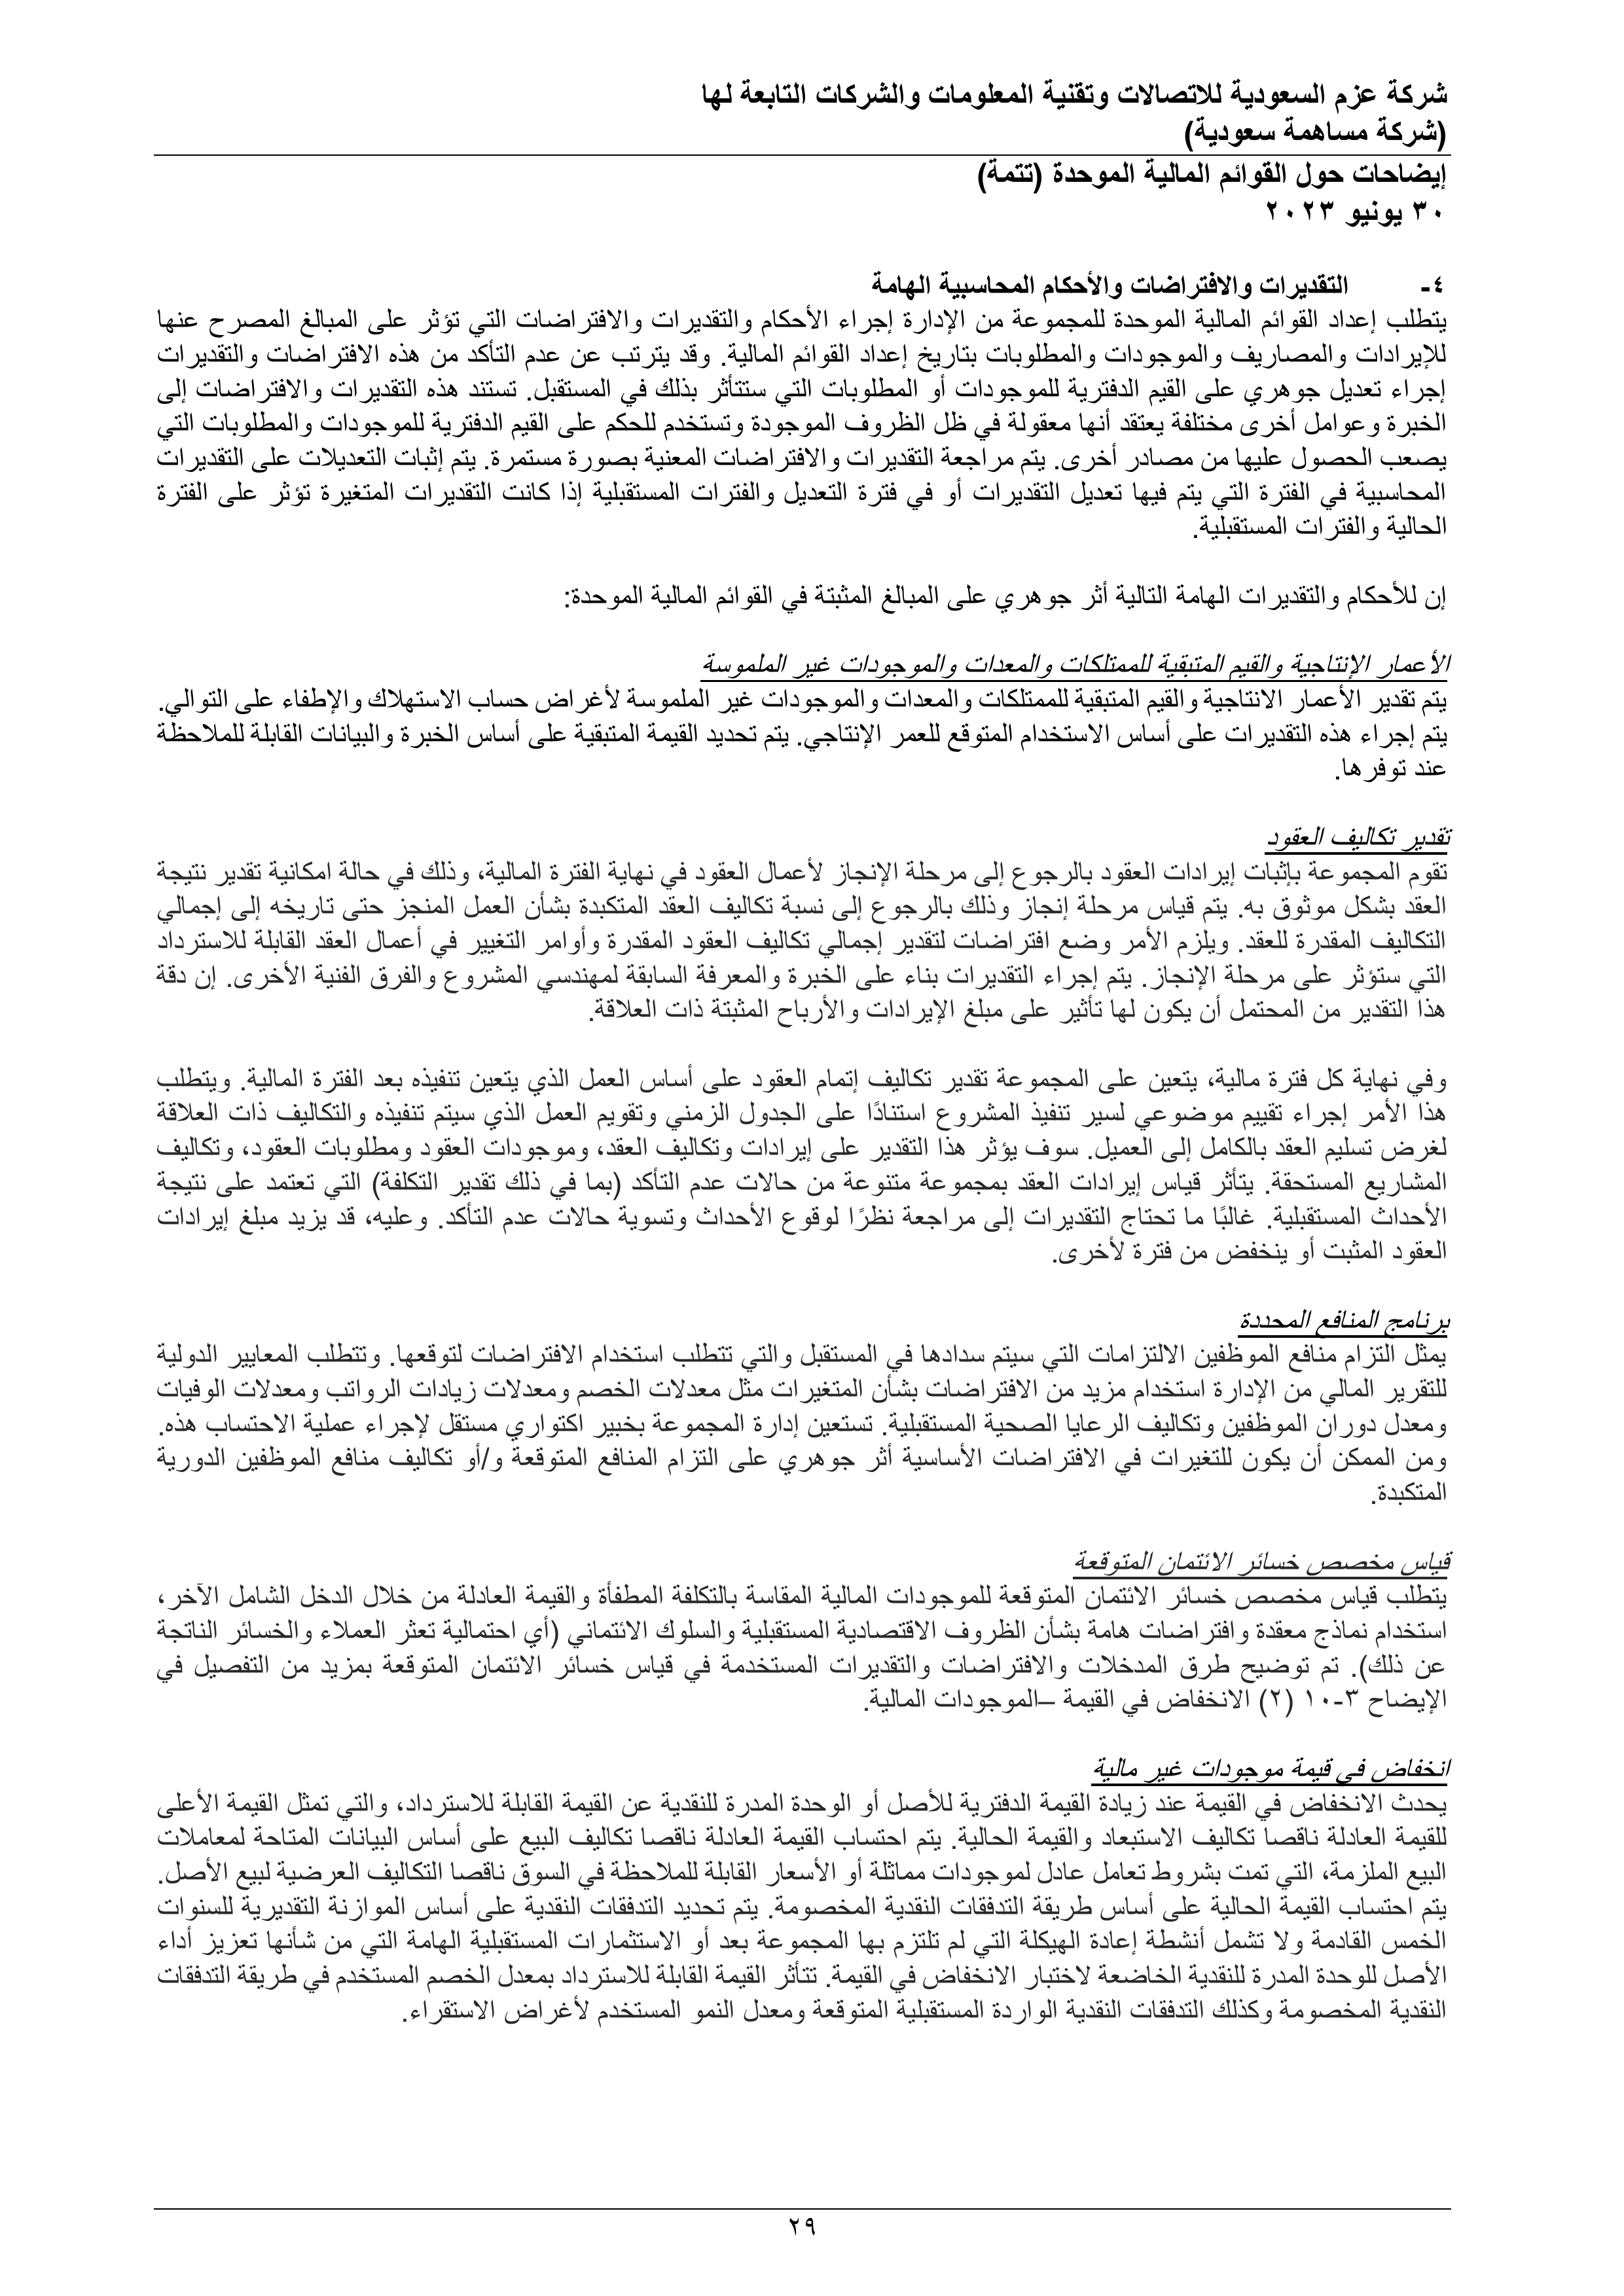 شركة عزم السعودية للاتصالات وتقنية المعلومات والشركات التابعة لها
(شركة مساهمة سعودية)
إيضاحات حول القوائم المالية الموحدة (تتمة)
٣٠ يونيو ٢٠٢٣
٤- التقديرات والافتراضات والأحكام المحاسبية الهامة
يتطلب إعداد القوائم المالية الموحدة للمجموعة من الإدارة إجراء الأحكام والتقديرات والافتراضات التي تؤثر على المبالغ المصرح عنها
للإيرادات والمصاريف والموجودات والمطلوبات بتاريخ إعداد القوائم المالية. وقد يترتب عن عدم التأكد من هذه الافتراضات والتقديرات
إجراء تعديل جوهري على القيم الدفترية للموجودات أو المطلوبات التي ستتأثر بذلك في المستقبل. تستند هذه التقديرات والافتراضات إلى
الخبرة وعوامل أخرى مختلفة يعتقد أنها معقولة في ظل الظروف الموجودة وتستخدم للحكم على القيم الدفترية للموجودات والمطلوبات التي
يصعب الحصول عليها من مصادر أخرى. يتم مراجعة التقديرات والافتراضات المعنية بصورة مستمرة. يتم إثبات التعديلات على التقديرات
المحاسبية في الفترة التي يتم فيها تعديل التقديرات أو في فترة التعديل والفترات المستقبلية إذا كانت التقديرات المتغيرة تؤثر على الفترة
الحالية والفترات المستقبلية.
إن للأحكام والتقديرات الهامة التالية أثر جوهري على المبالغ المثبتة في القوائم المالية الموحدة:
الأعمار الإنتاجية والقيم المتبقية للممتلكات والمعدات والموجودات غير الملموسة
يتم تقدير الأعمار الانتاجية والقيم المتبقية للممتلكات والمعدات والموجودات غير الملموسة لأغراض حساب الاستهلاك والإطفاء على التوالي.
يتم إجراء هذه التقديرات على أساس الاستخدام المتوقع للعمر الإنتاجي. يتم تحديد القيمة المتبقية على أساس الخبرة والبيانات القابلة للملاحظة
عند توفرها.
تقدير تكاليف العقود
تقوم المجموعة بإثبات إيرادات العقود بالرجوع إلى مرحلة الإنجاز لأعمال العقود في نهاية الفترة المالية، وذلك في حالة امكانية تقدير نتيجة
العقد بشكل موثوق به. يتم قياس مرحلة إنجاز وذلك بالرجوع إلى نسبة تكاليف العقد المتكبدة بشأن العمل المنجز حتى تاريخه إلى إجمالي
التكاليف المقدرة للعقد. ويلزم الأمر وضع افتراضات لتقدير إجمالي تكاليف العقود المقدرة وأوامر التغيير في أعمال العقد القابلة للاسترداد
التي ستؤثر على مرحلة الإنجاز. يتم إجراء التقديرات بناء على الخبرة والمعرفة السابقة لمهندسي المشروع والفرق الفنية الأخرى. إن دقة
هذا التقدير من المحتمل أن يكون لها تأثير على مبلغ الإيرادات والأرباح المثبتة ذات العلاقة.
وفي نهاية كل فترة مالية، يتعين على المجموعة تقدير تكاليف إتمام العقود على أساس العمل الذي يتعين تنفيذه بعد الفترة المالية. ويتطلب
هذا الأمر إجراء تقييم موضوعي لسير تنفيذ المشروع استنادًا على الجدول الزمني وتقويم العمل الذي سيتم تنفيذه والتكاليف ذات العلاقة
لغرض تسليم العقد بالكامل إلى العميل. سوف يؤثر هذا التقدير على إيرادات وتكاليف العقد، وموجودات العقود ومطلوبات العقود، وتكاليف
المشاريع المستحقة. يتأثر قياس إيرادات العقد بمجموعة متنوعة من حالات عدم التأكد (بما في ذلك تقدير التكلفة) التي تعتمد على نتيجة
الأحداث المستقبلية. غالبًا ما تحتاج التقديرات إلى مراجعة نظرًا لوقوع الأحداث وتسوية حالات عدم التأكد. وعليه، قد يزيد مبلغ إيرادات
العقود المثبت أو ينخفض من فترة لأخرى.
برنامج المنافع المحددة
يمثل التزام منافع الموظفين الالتزامات التي سيتم سدادها في المستقبل والتي تتطلب استخدام الافتراضات لتوقعها. وتتطلب المعايير الدولية
للتقرير المالي من الإدارة استخدام مزيد من الافتراضات بشأن المتغيرات مثل معدلات الخصم ومعدلات زيادات الرواتب ومعدلات الوفيات
ومعدل دوران الموظفين وتكاليف الرعايا الصحية المستقبلية. تستعين إدارة المجموعة بخبير اكتواري مستقل لإجراء عملية الاحتساب هذه.
ومن الممكن أن يكون للتغيرات في الافتراضات الأساسية أثر جوهري على التزام المنافع المتوقعة و/أو تكاليف منافع الموظفين الدورية
المتكبدة.
قياس مخصص خسائر الائتمان المتوقعة
يتطلب قياس مخصص خسائر الائتمان المتوقعة للموجودات المالية المقاسة بالتكلفة المطفأة والقيمة العادلة من خلال الدخل الشامل الآخر،
استخدام نماذج معقدة وافتراضات هامة بشأن الظروف الاقتصادية المستقبلية والسلوك الائتماني (أي احتمالية تعثر العملاء والخسائر الناتجة
عن ذلك). تم توضيح طرق المدخلات والافتراضات والتقديرات المستخدمة في قياس خسائر الائتمان المتوقعة بمزيد من التفصيل في
الإيضاح ٣-١٠ (٢) الانخفاض في القيمة –الموجودات المالية.
انخفاض في قيمة موجودات غير مالية
يحدث الانخفاض في القيمة عند زيادة القيمة الدفترية للأصل أو الوحدة المدرة للنقدية عن القيمة القابلة للاسترداد، والتي تمثل القيمة الأعلى
للقيمة العادلة ناقصا تكاليف الاستبعاد والقيمة الحالية. يتم احتساب القيمة العادلة ناقصا تكاليف البيع على أساس البيانات المتاحة لمعاملات
البيع الملزمة، التي تمت بشروط تعامل عادل لموجودات مماثلة أو الأسعار القابلة للملاحظة في السوق ناقصا التكاليف العرضية لبيع الأصل.
يتم احتساب القيمة الحالية على أساس طريقة التدفقات النقدية المخصومة. يتم تحديد التدفقات النقدية على أساس الموازنة التقديرية للسنوات
الخمس القادمة ولا تشمل أنشطة إعادة الهيكلة التي لم تلتزم بها المجموعة بعد أو الاستثمارات المستقبلية الهامة التي من شأنها تعزيز أداء
الأصل للوحدة المدرة للنقدية الخاضعة لاختبار الانخفاض في القيمة. تتأثر القيمة القابلة للاسترداد بمعدل الخصم المستخدم في طريقة التدفقات
النقدية المخصومة وكذلك التدفقات النقدية الواردة المستقبلية المتوقعة ومعدل النمو المستخدم لأغراض الاستقراء.
٢٩